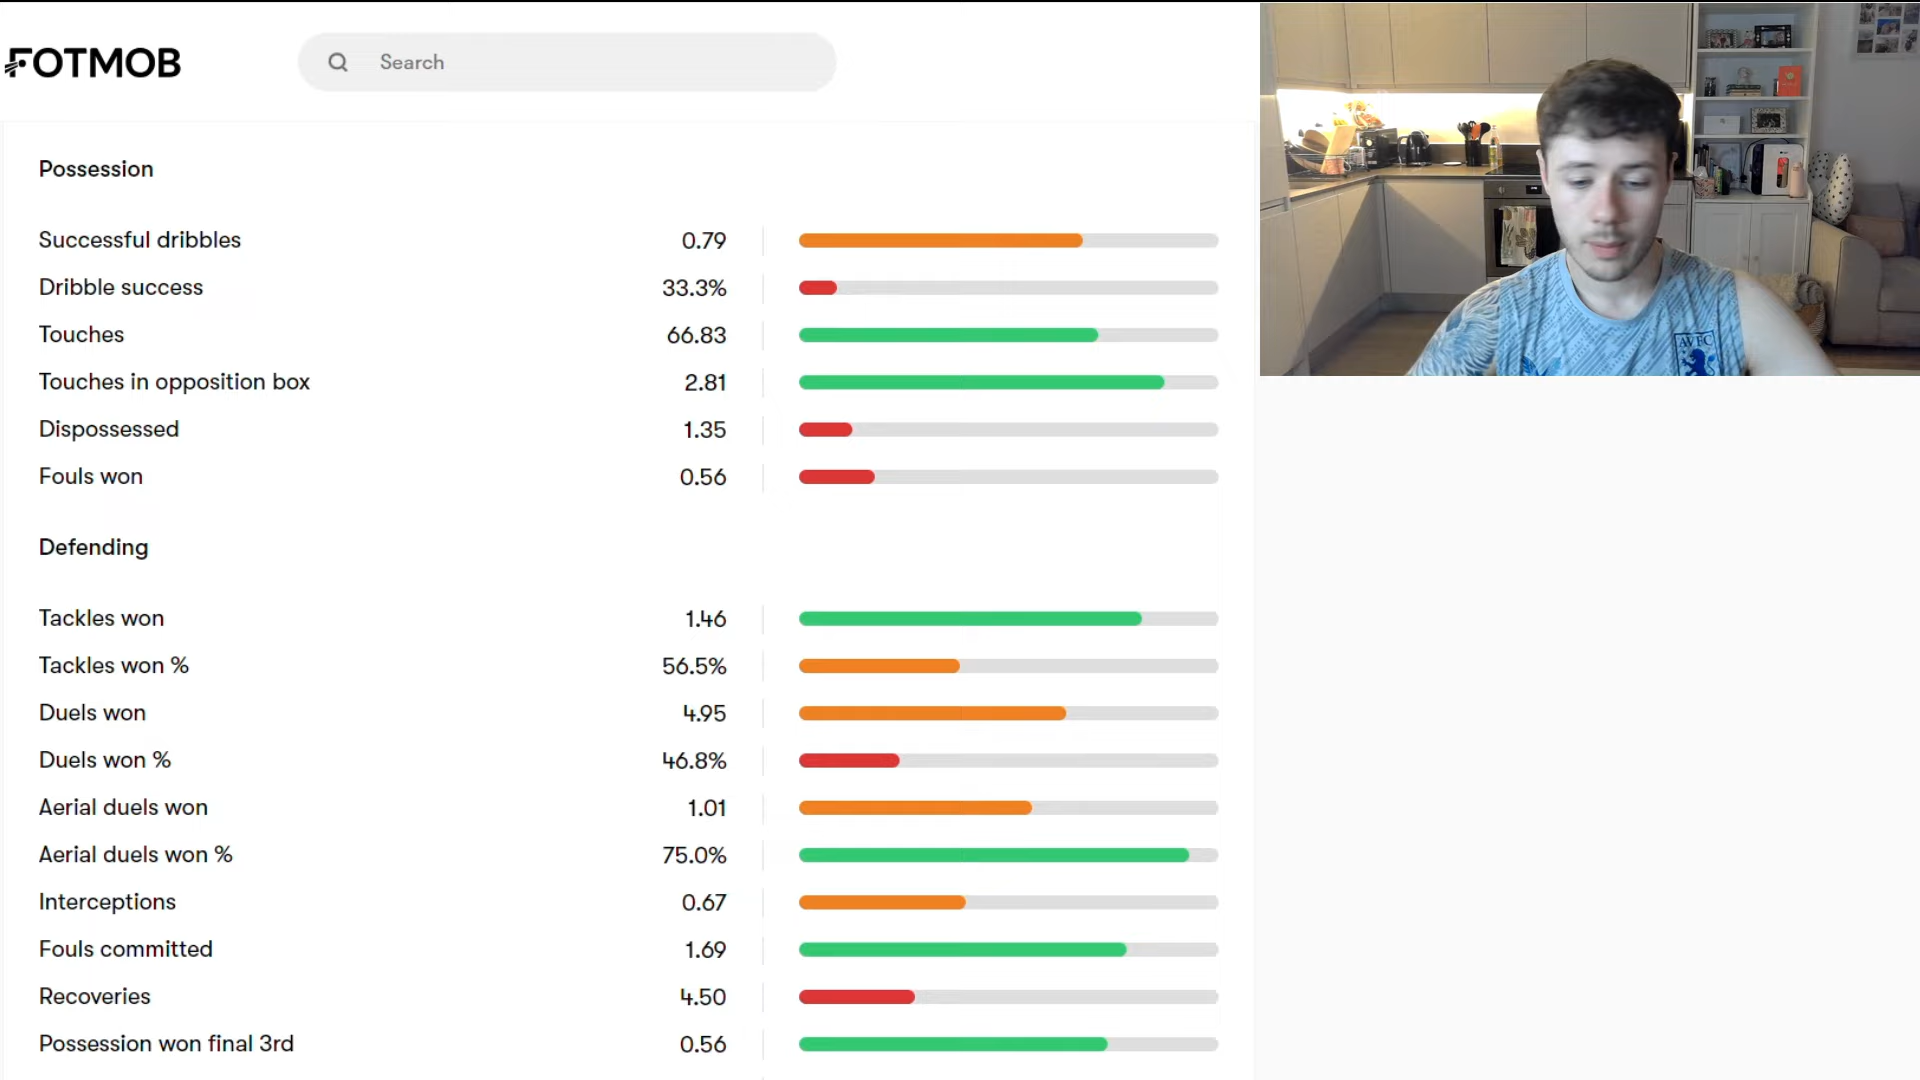 FOTMOB
Search
Possession
Successful dribbles 0.79
Dribble success 33.3%
Touches 66.83
Touches in opposition box 2.81
Dispossessed 1.35
Fouls won 0.56
Defending
Tackles won 1.46
Tackles won % 56.5%
Duels won 4.95
Duels won % 46.8%
Aerial duels won 1.01
Aerial duels won % 75.0%
Interceptions 0.67
Fouls committed 1.69
Recoveries 4.50
Possession won final 3rd 0.56
AVFC